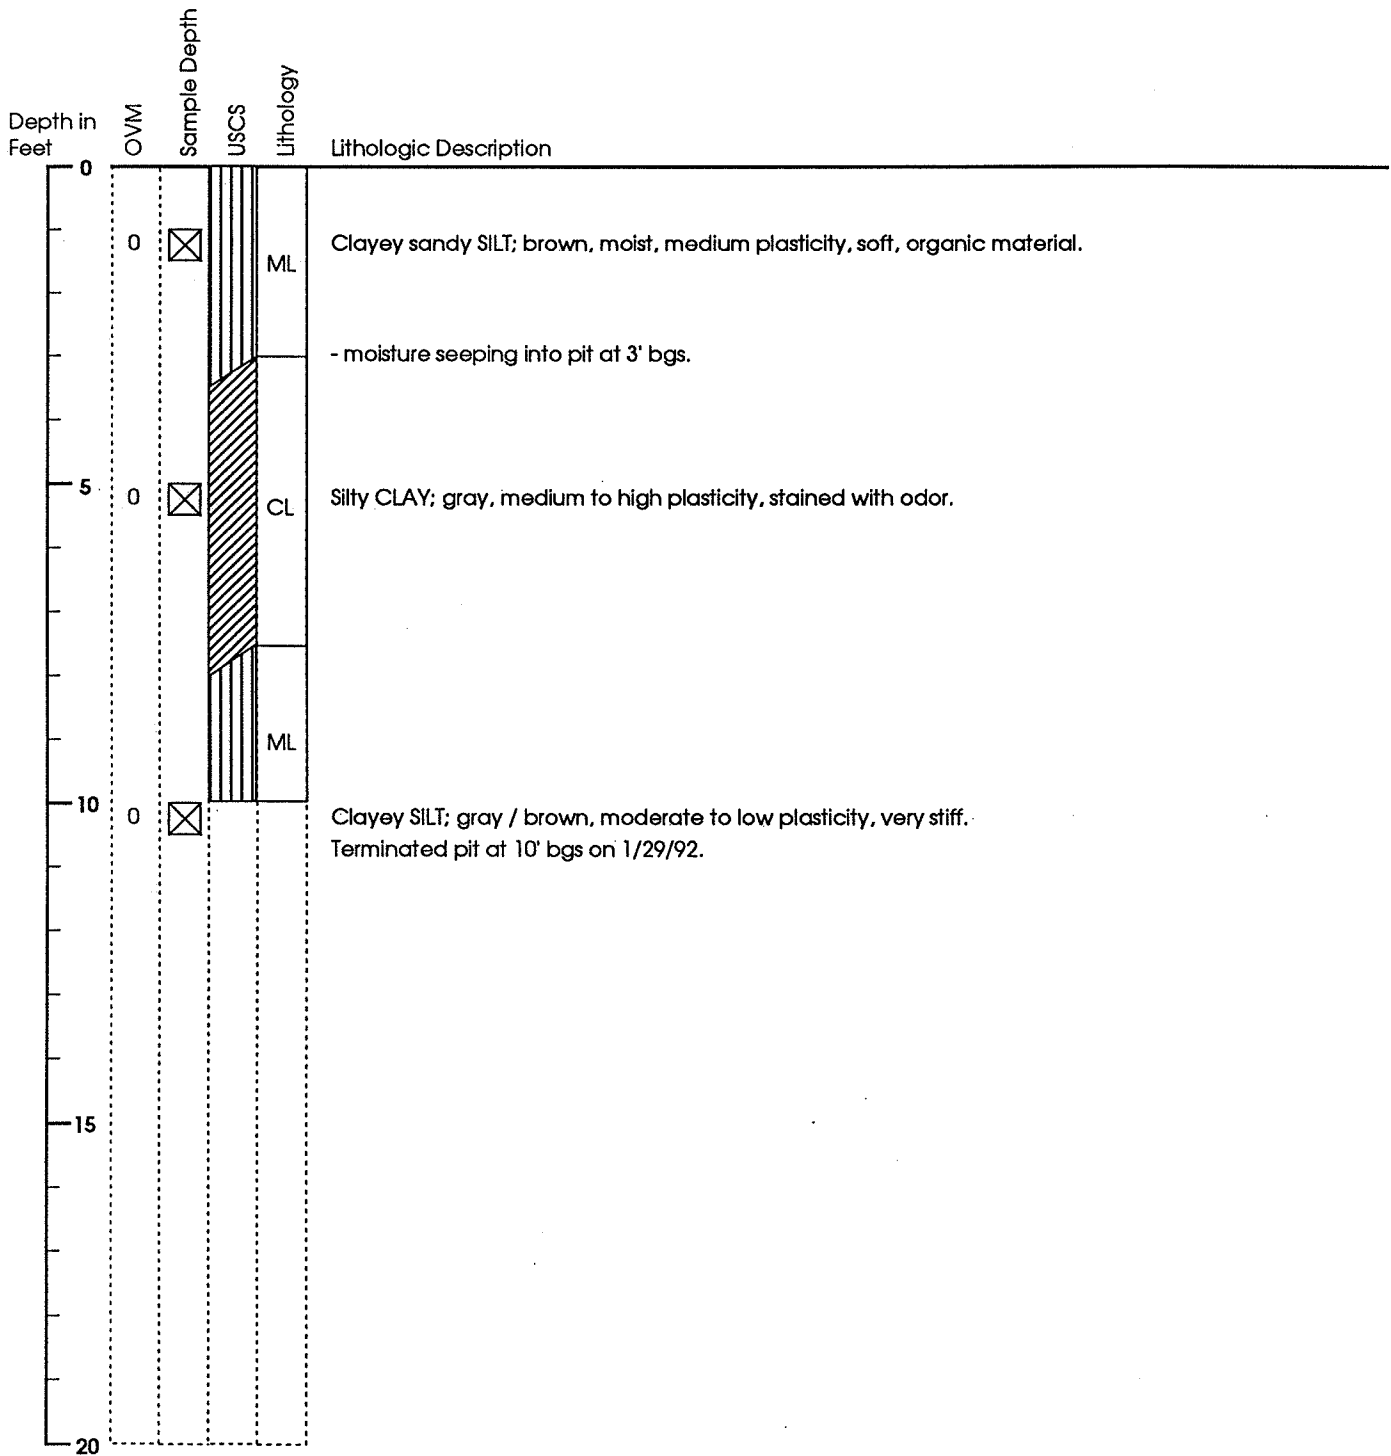 Depth in
Feet
OVM
Sample Depth
USCS
Lithology
Lithologic Description
0
0
ML
Clayey sandy SILT; brown, moist, medium plasticity, soft, organic material.
- moisture seeping into pit at 3' bgs.
5
0
CL
Silty CLAY; gray, medium to high plasticity, stained with odor.
ML
10
0
Clayey SILT; gray / brown, moderate to low plasticity, very stiff.
Terminated pit at 10' bgs on 1/29/92.
15
20